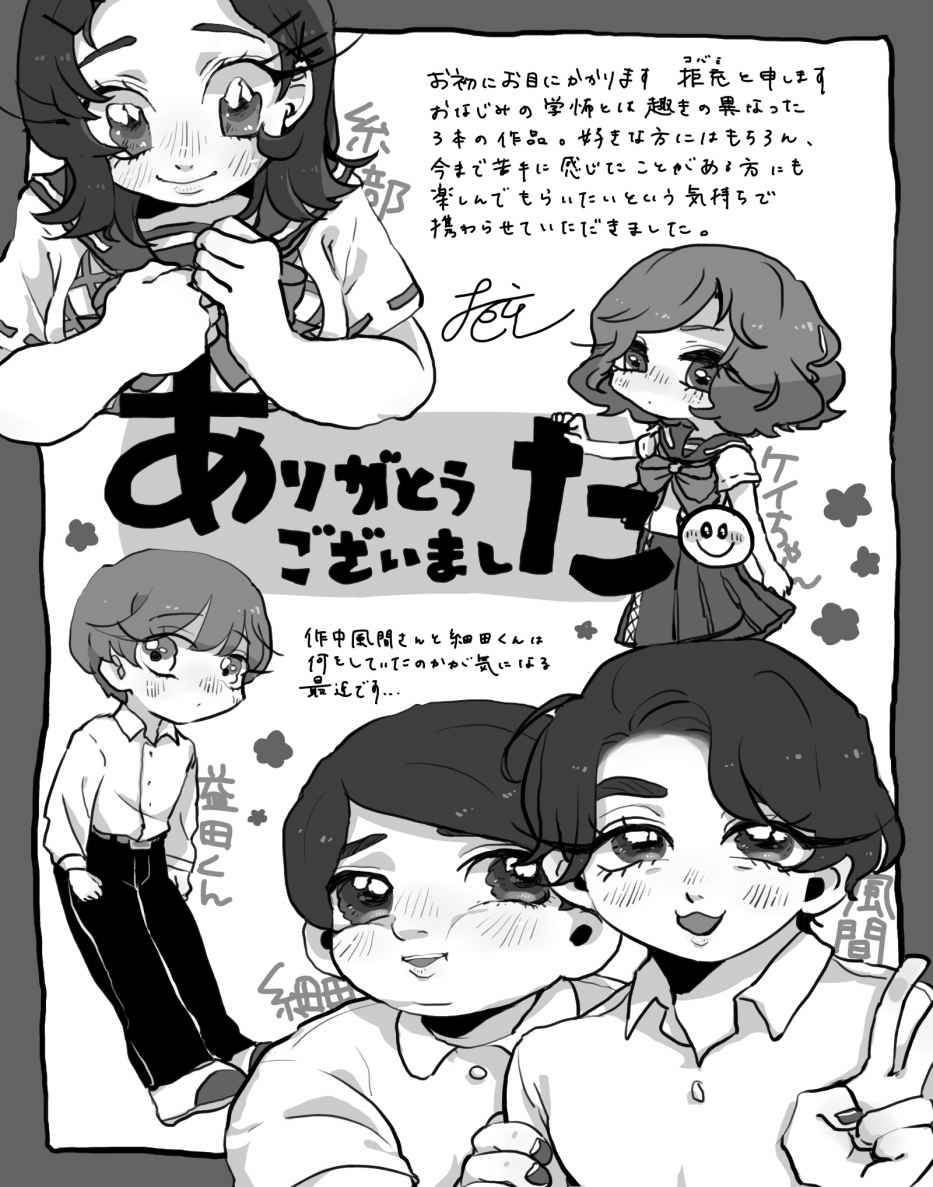 お初にお目にかかります 拒充と申します
コバミ
おなじみの学怖とは趣きの異なった
3本の作品。好きな方にはもちろん、
今まで苦手に感じてたことがある方にも
楽しんでもらいたいという気持ちで
携わらせていただきました。
糸
部
ケイちゃん
ありがとう
ございました
作中風間さんと細田くんは
何をしていたのかが気になる
最近です...
益田くん
細田くん
風間